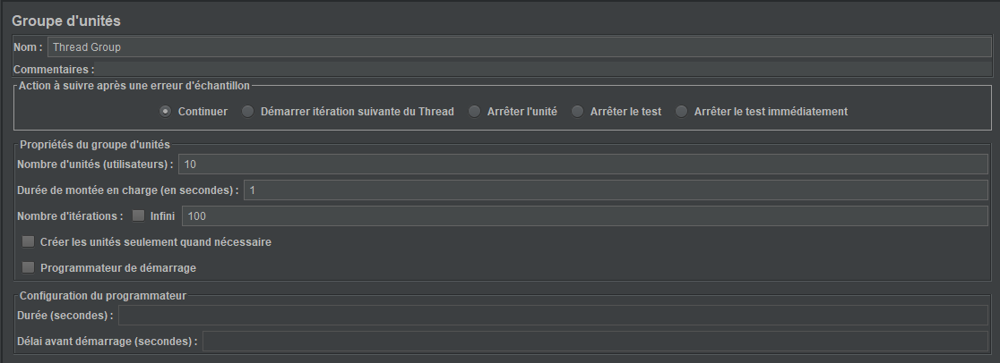 Groupe d'unités
Nom : Thread Group
Commentaires :
Action à suivre après une erreur d'échantillon
Continuer Démarrer itération suivante du Thread Arrêter l'unité Arrêter le test Arrêter le test immédiatement
Propriétés du groupe d'unités
Nombre d'unités (utilisateurs) : 10
Durée de montée en charge (en secondes) : 1
Nombre d'itérations : Infini 100
Créer les unités seulement quand nécessaire
Programmateur de démarrage
Configuration du programmateur
Durée (secondes) :
Délai avant démarrage (secondes) :